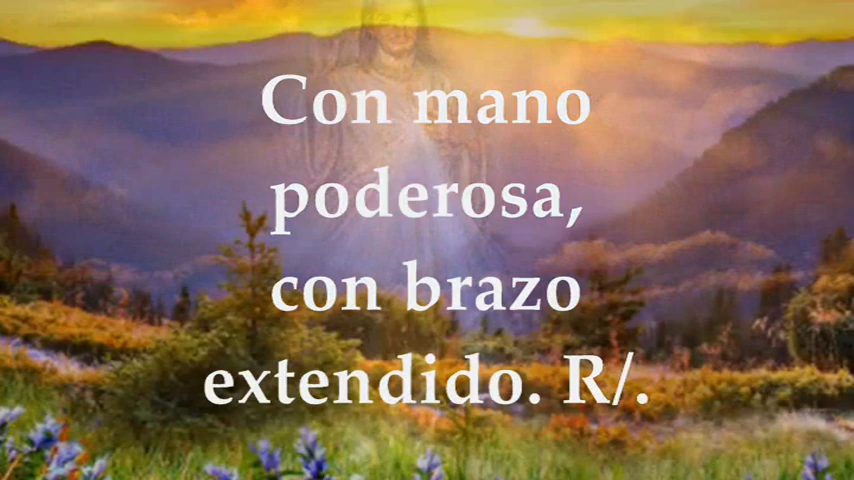 Con mano
poderosa,
con brazo
extendido. R/.